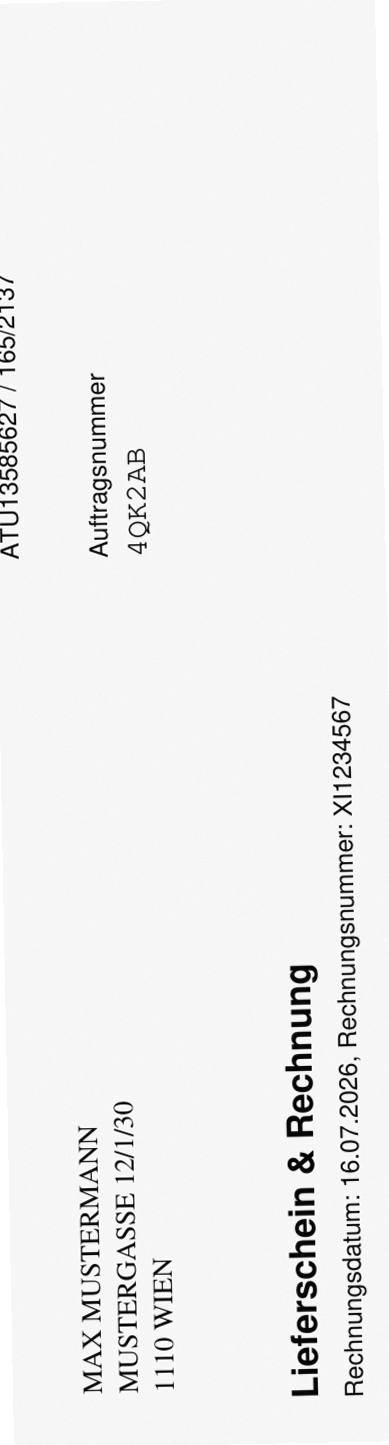 ATU13585627 / 165/2137
MAX MUSTERMANN
MUSTERGASSE 12/1/30
1110 WIEN
Auftragsnummer
4QK2AB
Lieferschein & Rechnung
Rechnungsdatum: 16.07.2026, Rechnungsnummer: XI1234567